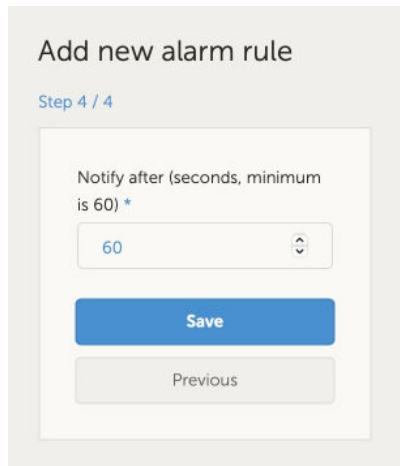 Add new alarm rule
Step 4 / 4
Notify after (seconds, minimum
is 60) *
60
Save
Previous